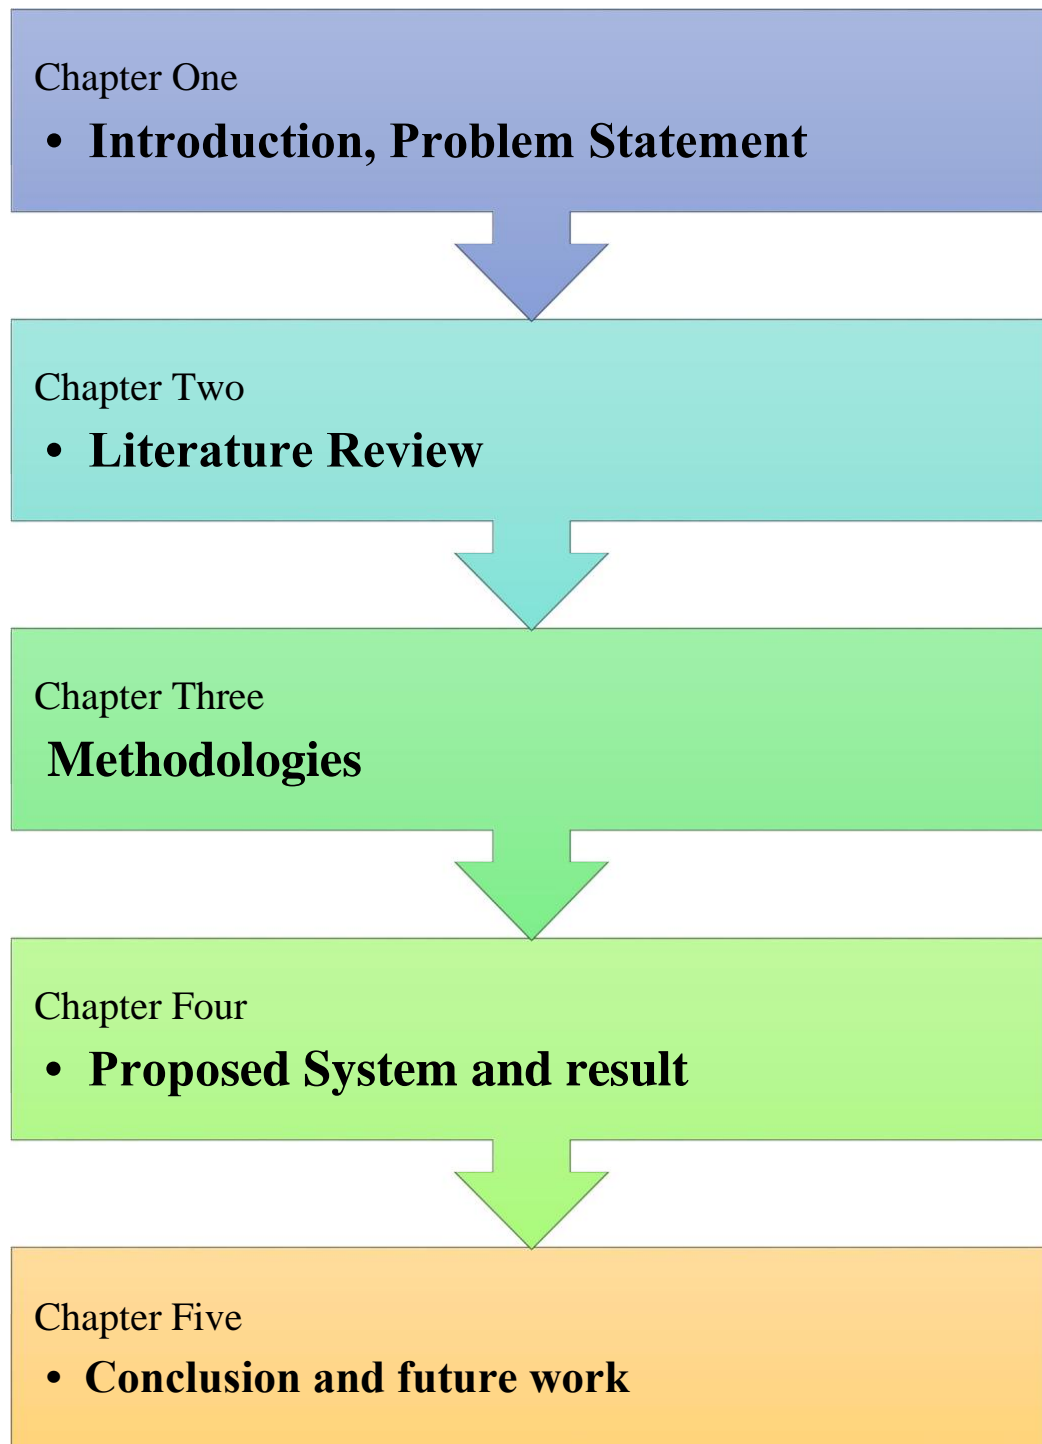 Chapter One
• Introduction, Problem Statement
Chapter Two
• Literature Review
Chapter Three
Methodologies
Chapter Four
• Proposed System and result
Chapter Five
• Conclusion and future work